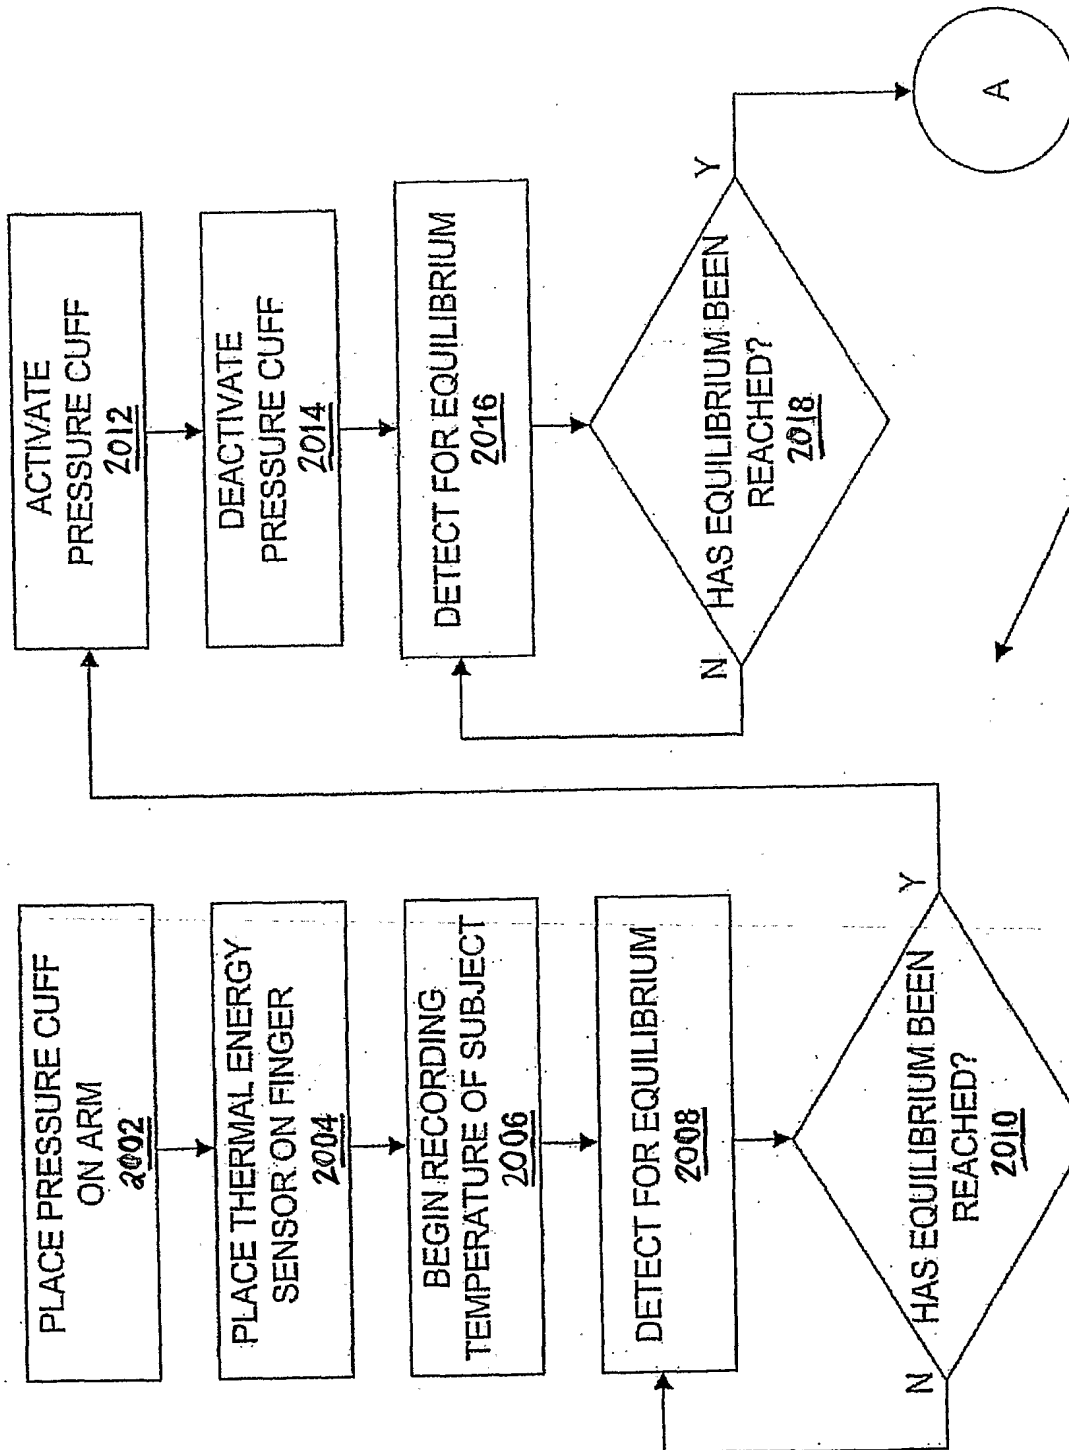 PLACE PRESSURE CUFF
ON ARM
2002
PLACE THERMAL ENERGY
SENSOR ON FINGER
2004
BEGIN RECORDING
TEMPERATURE OF SUBJECT
2006
DETECT FOR EQUILIBRIUM
2008
HAS EQUILIBRIUM BEEN
REACHED?
2010
N
Y
ACTIVATE
PRESSURE CUFF
2012
DEACTIVATE
PRESSURE CUFF
2014
DETECT FOR EQUILIBRIUM
2016
HAS EQUILIBRIUM BEEN
REACHED?
2018
N
Y
A